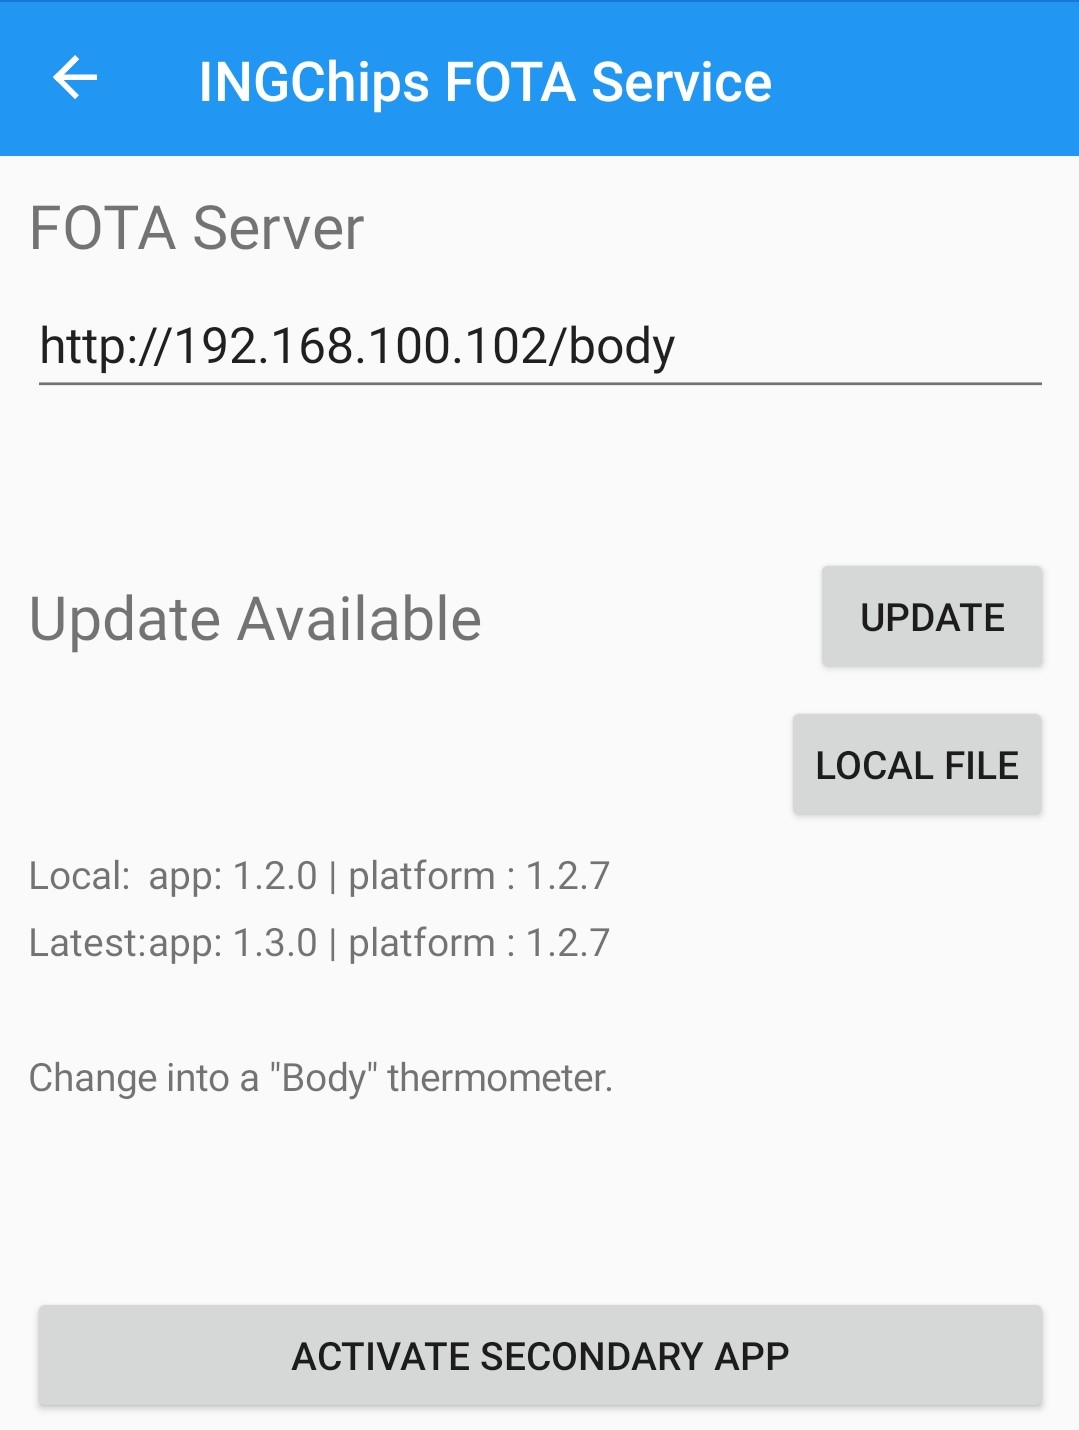 INGChips FOTA Service
FOTA Server
http://192.168.100.102/body
Update Available
UPDATE
LOCAL FILE
Local:  app: 1.2.0 | platform : 1.2.7
Latest:app: 1.3.0 | platform : 1.2.7
Change into a "Body" thermometer.
ACTIVATE SECONDARY APP